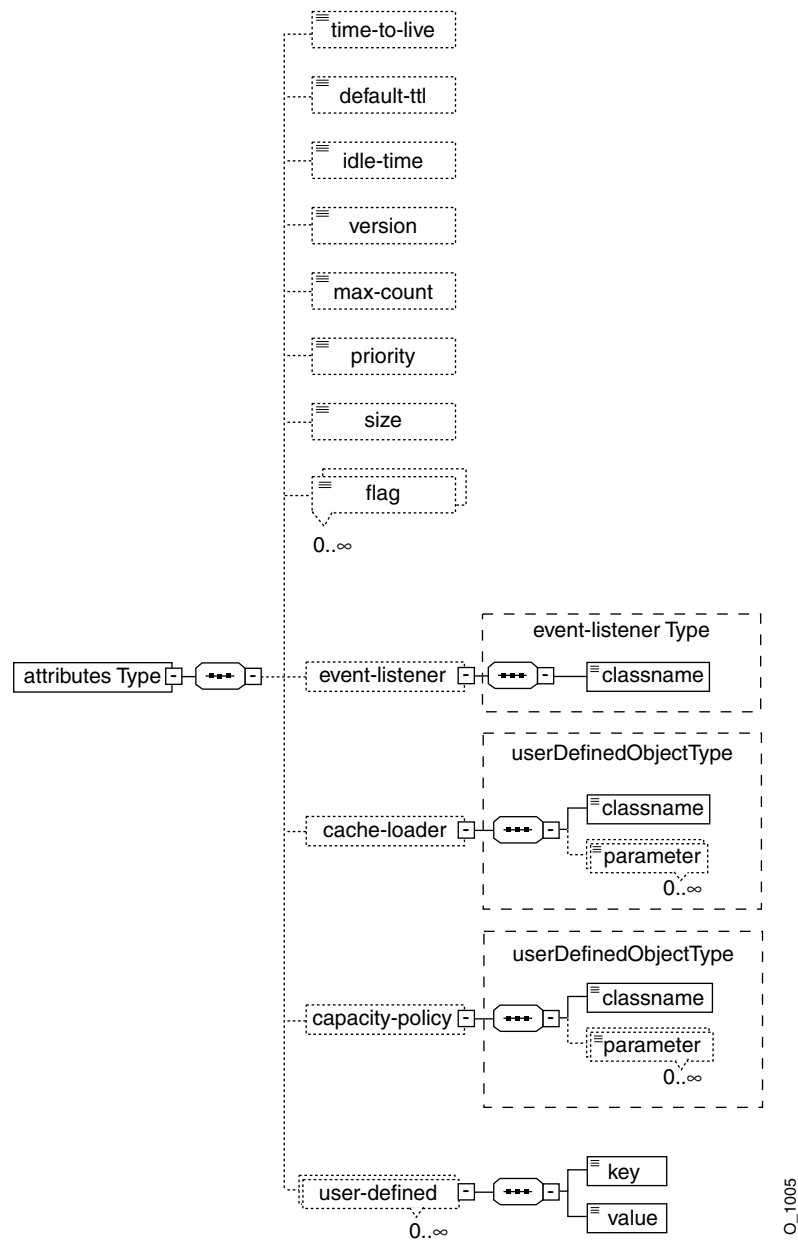 time-to-live
default-ttl
idle-time
version
max-count
priority
size
flag
0..∞
attributes Type
event-listener
event-listener Type
classname
cache-loader
userDefinedObjectType
classname
parameter
0..∞
capacity-policy
userDefinedObjectType
classname
parameter
0..∞
user-defined
0..∞
key
value
O_1005